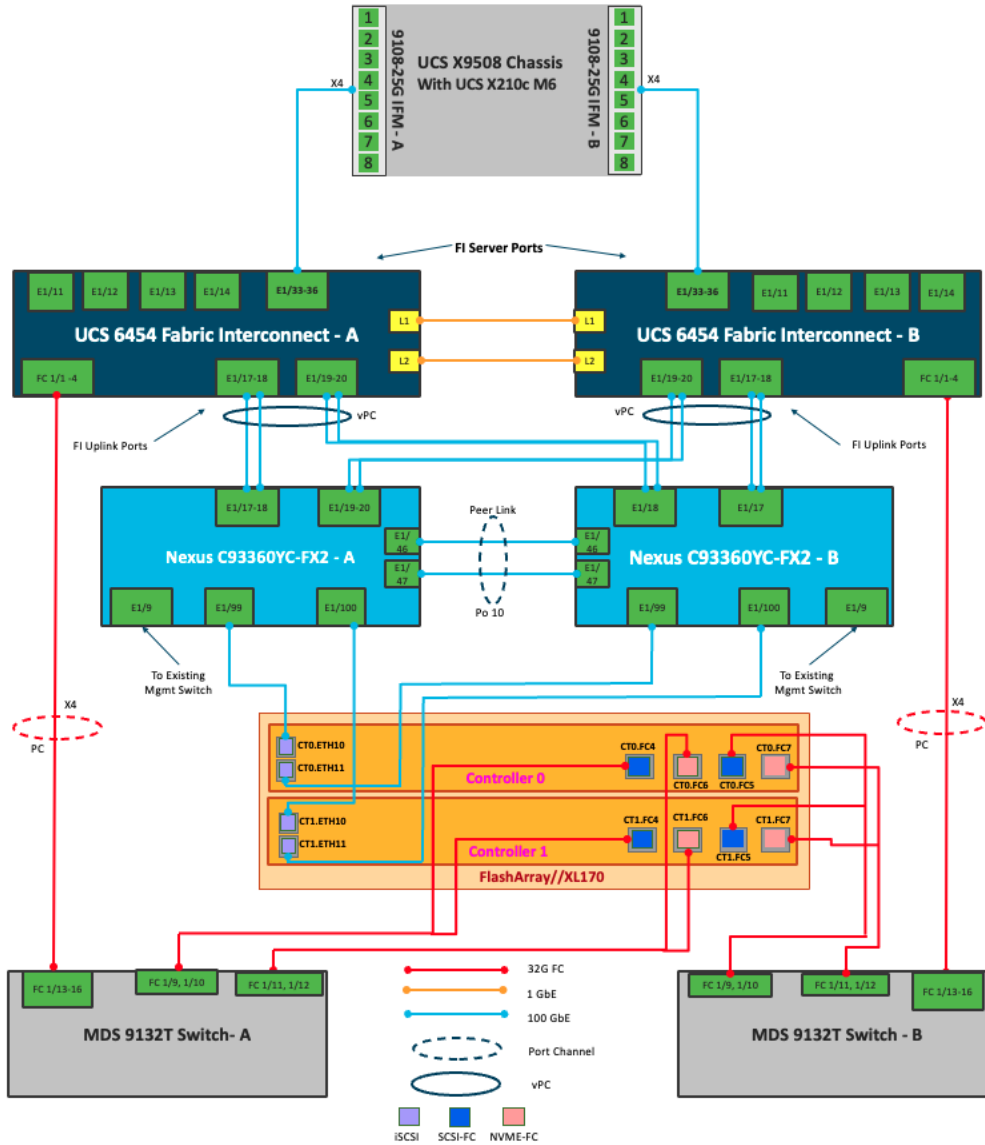 1
2
3
4
5
6
7
8
9108-25G IFM - A
UCS X9508 Chassis
With UCS X210c M6
9108-25G IFM - B
1
2
3
4
5
6
7
8
X4
X4
FI Server Ports
E1/11
E1/12
E1/13
E1/14
E1/33-36
UCS 6454 Fabric Interconnect - A
L1
L2
FC 1/1 -4
E1/17-18
E1/19-20
E1/33-36
E1/11
E1/12
E1/13
E1/14
L1
L2
UCS 6454 Fabric Interconnect - B
E1/19-20
E1/17-18
FC 1/1-4
vPC
vPC
FI Uplink Ports
FI Uplink Ports
E1/17-18
E1/19-20
Nexus C93360YC-FX2 - A
E1/
46
E1/
47
E1/9
E1/99
E1/100
Peer Link
Po 10
E1/18
E1/17
E1/
46
E1/
47
Nexus C93360YC-FX2 - B
E1/99
E1/100
E1/9
To Existing
Mgmt Switch
To Existing
Mgmt Switch
X4
PC
X4
PC
CT0.ETH10
CT0.ETH11
CT0.FC4
CT0.FC6
CT0.FC5
CT0.FC7
Controller 0
CT1.ETH10
CT1.ETH11
CT1.FC4
CT1.FC6
CT1.FC5
CT1.FC7
Controller 1
FlashArray//XL170
FC 1/13-16
FC 1/9, 1/10
FC 1/11, 1/12
MDS 9132T Switch- A
FC 1/9, 1/10
FC 1/11, 1/12
FC 1/13-16
MDS 9132T Switch - B
32G FC
1 GbE
100 GbE
Port Channel
vPC
iSCSI
SCSI-FC
NVME-FC